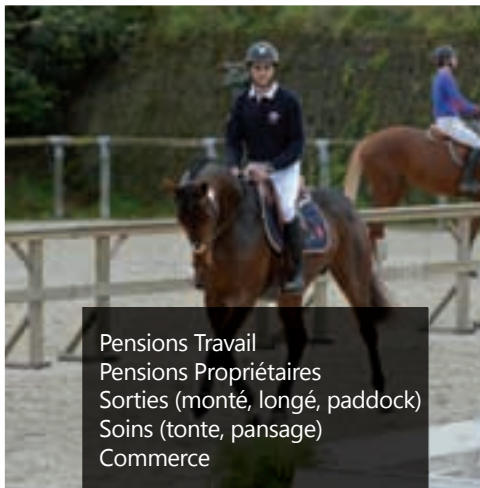 Pensions Travail
Pensions Propriétaires
Sorties (monté, longé, paddock)
Soins (tonte, pansage)
Commerce